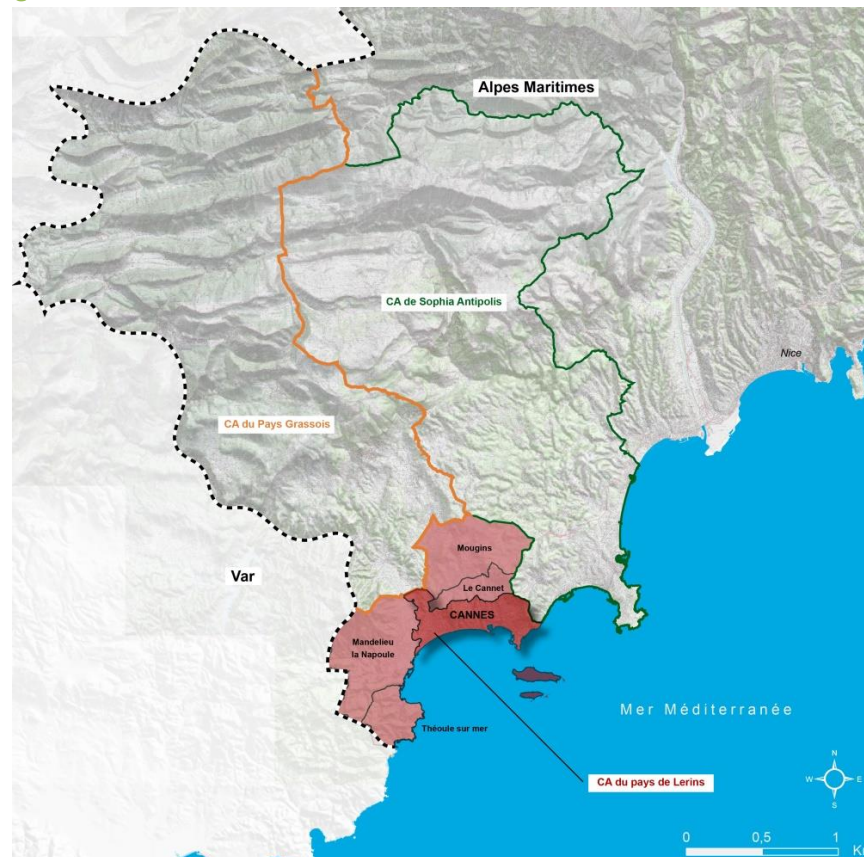 Alpes Maritimes
CA de Sophia Antipolis
Nice
CA du Pays Grassois
Mougins
Var
Le Cannet
CANNES
Mandelieu
la Napoule
Mer Méditerranée
Théoule sur mer
N
W E
S
CA du pays de Lerins
0 0,5 1